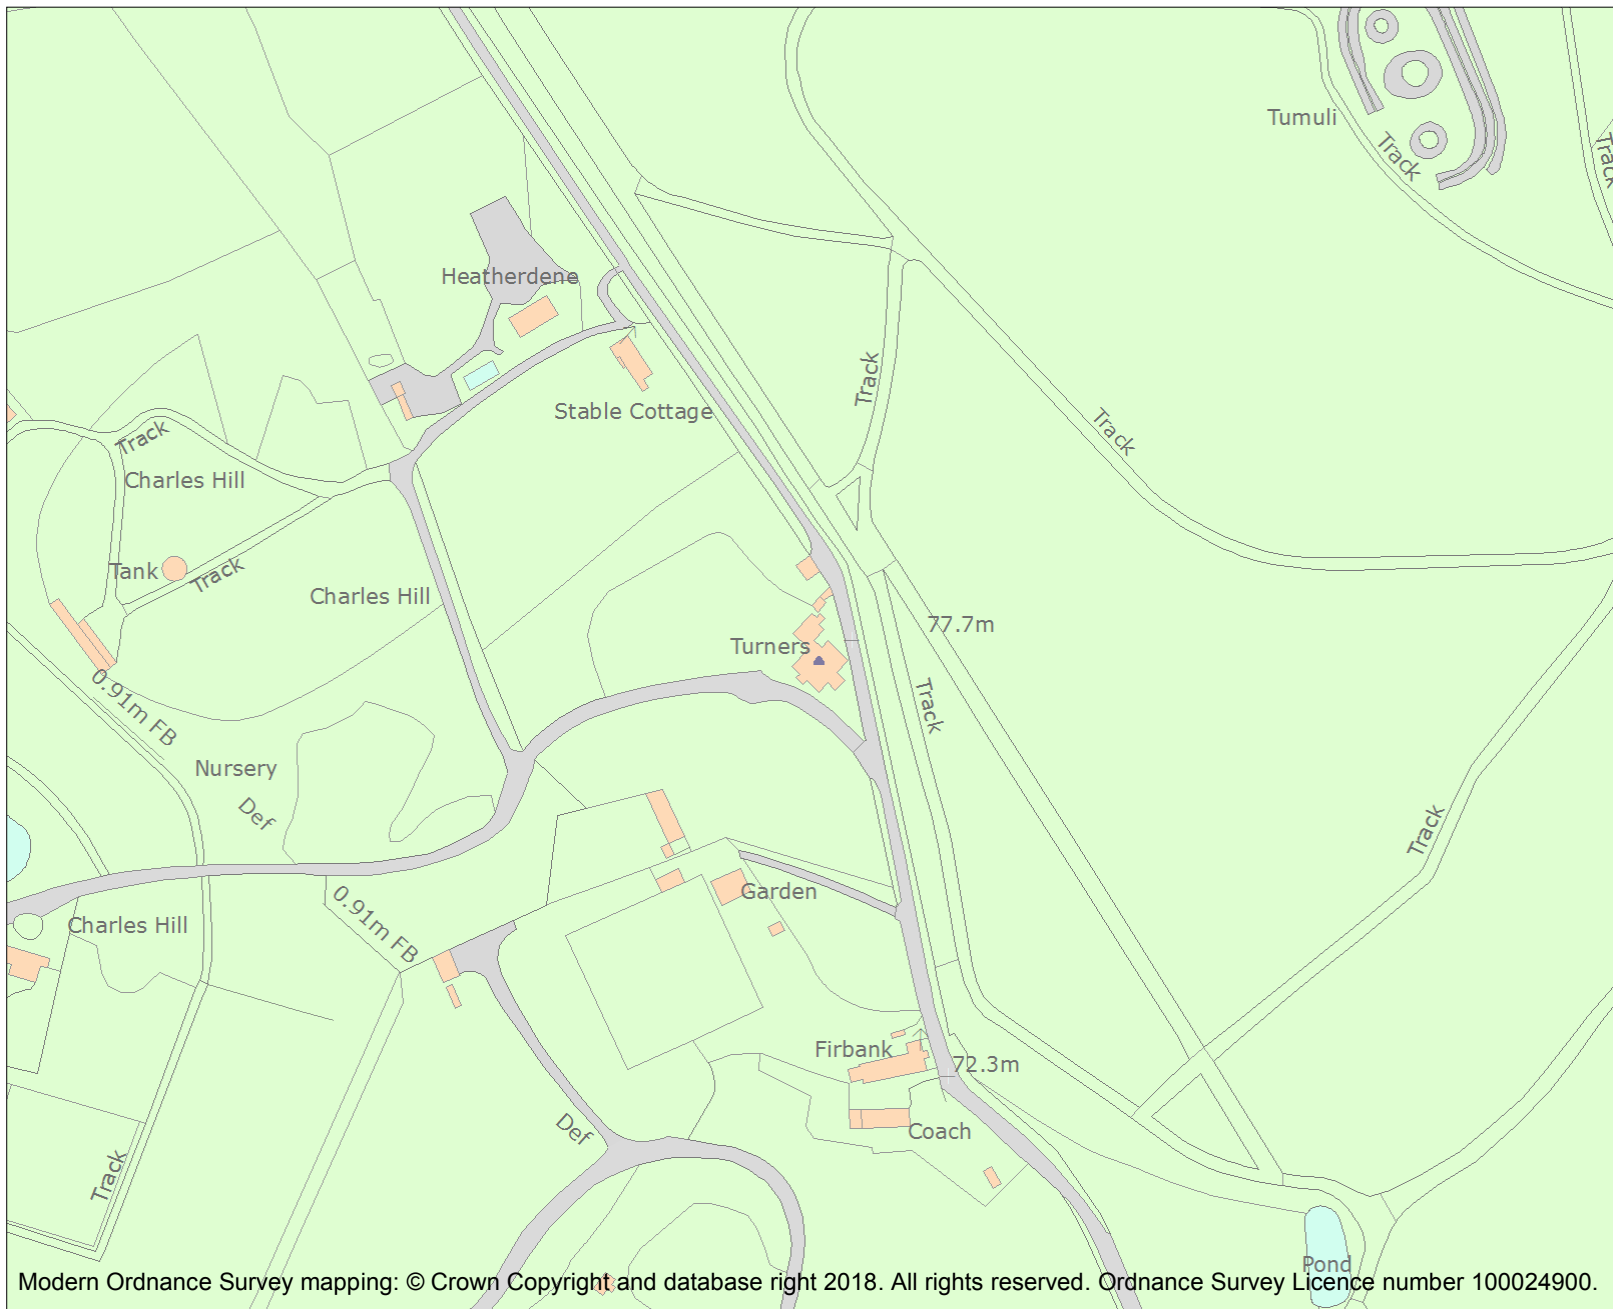 Tumuli
Track
Track
Heatherdene
Track
Stable Cottage
Track
Track
Charles Hill
Tank
Track
Charles Hill
77.7m
Turners
0.91m FB
Track
Nursery
Def
Track
Garden
0.91m FB
Charles Hill
Firbank
72.3m
Def
Coach
Track
Pond
Modern Ordnance Survey mapping: © Crown Copyright and database right 2018. All rights reserved. Ordnance Survey Licence number 100024900.